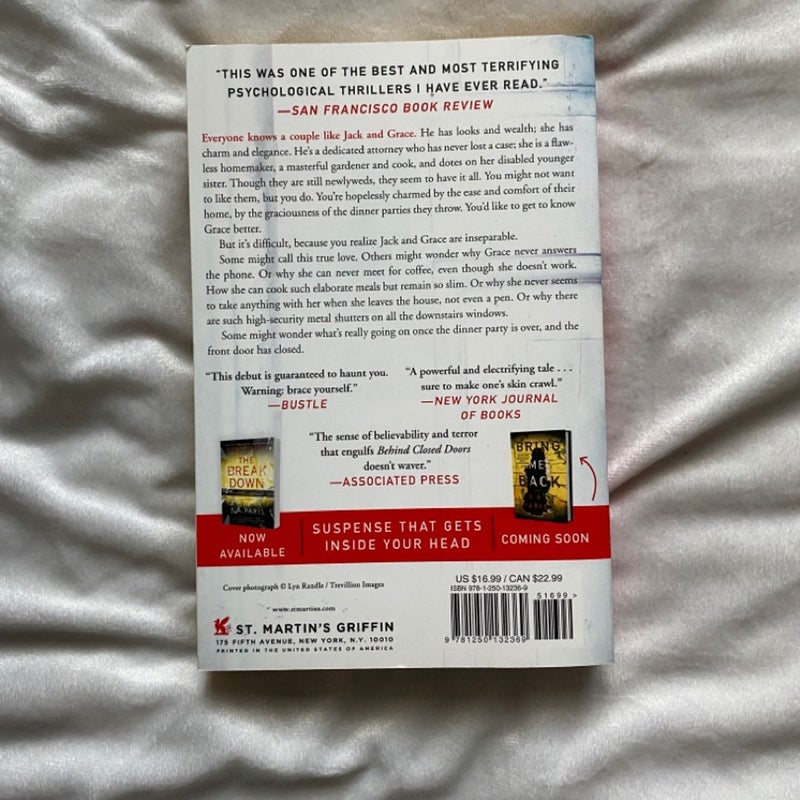 "THIS WAS ONE OF THE BEST AND MOST TERRIFYING
PSYCHOLOGICAL THRILLERS I HAVE EVER READ."
—SAN FRANCISCO BOOK REVIEW
Everyone knows a couple like Jack and Grace. He has looks and wealth; she has
charm and elegance. He's a dedicated attorney who has never lost a case; she is a flaw-
less homemaker, a masterful gardener and cook, and dotes on her disabled younger
sister. Though they are still newlyweds, they seem to have it all. You might not want
to like them, but you do. You're hopelessly charmed by the ease and comfort of their
home, by the graciousness of the dinner parties they throw. You'd like to get to know
Grace better.
But it's difficult, because you realize Jack and Grace are inseparable.
Some might call this true love. Others might wonder why Grace never answers
the phone. Or why she can never meet for coffee, even though she doesn't work.
How she can cook such elaborate meals but remain so slim. Or why she never seems
to take anything with her when she leaves the house, not even a pen. Or why there
are such high-security metal shutters on all the downstairs windows.
Some might wonder what's really going on once the dinner party is over, and the
front door has closed.
"This debut is guaranteed to haunt you.
Warning: brace yourself."
—BUSTLE
"A powerful and electrifying tale . . .
sure to make one's skin crawl."
—NEW YORK JOURNAL
OF BOOKS
"The sense of believability and terror
that engulfs Behind Closed Doors
doesn't waver."
—ASSOCIATED PRESS
THE
BREAK
DOWN
B.A. PARIS
BRING
ME
BACK
NOW
AVAILABLE
SUSPENSE THAT GETS
INSIDE YOUR HEAD
COMING SOON
Cover photograph © Lyn Randle / Trevillion Images
www.stmartins.com
ST. MARTIN'S GRIFFIN
175 FIFTH AVENUE, NEW YORK, N.Y. 10010
PRINTED IN THE UNITED STATES OF AMERICA
US $16.99 / CAN $22.99
ISBN 978-1-250-13236-9
51699 >
9 781250 132369